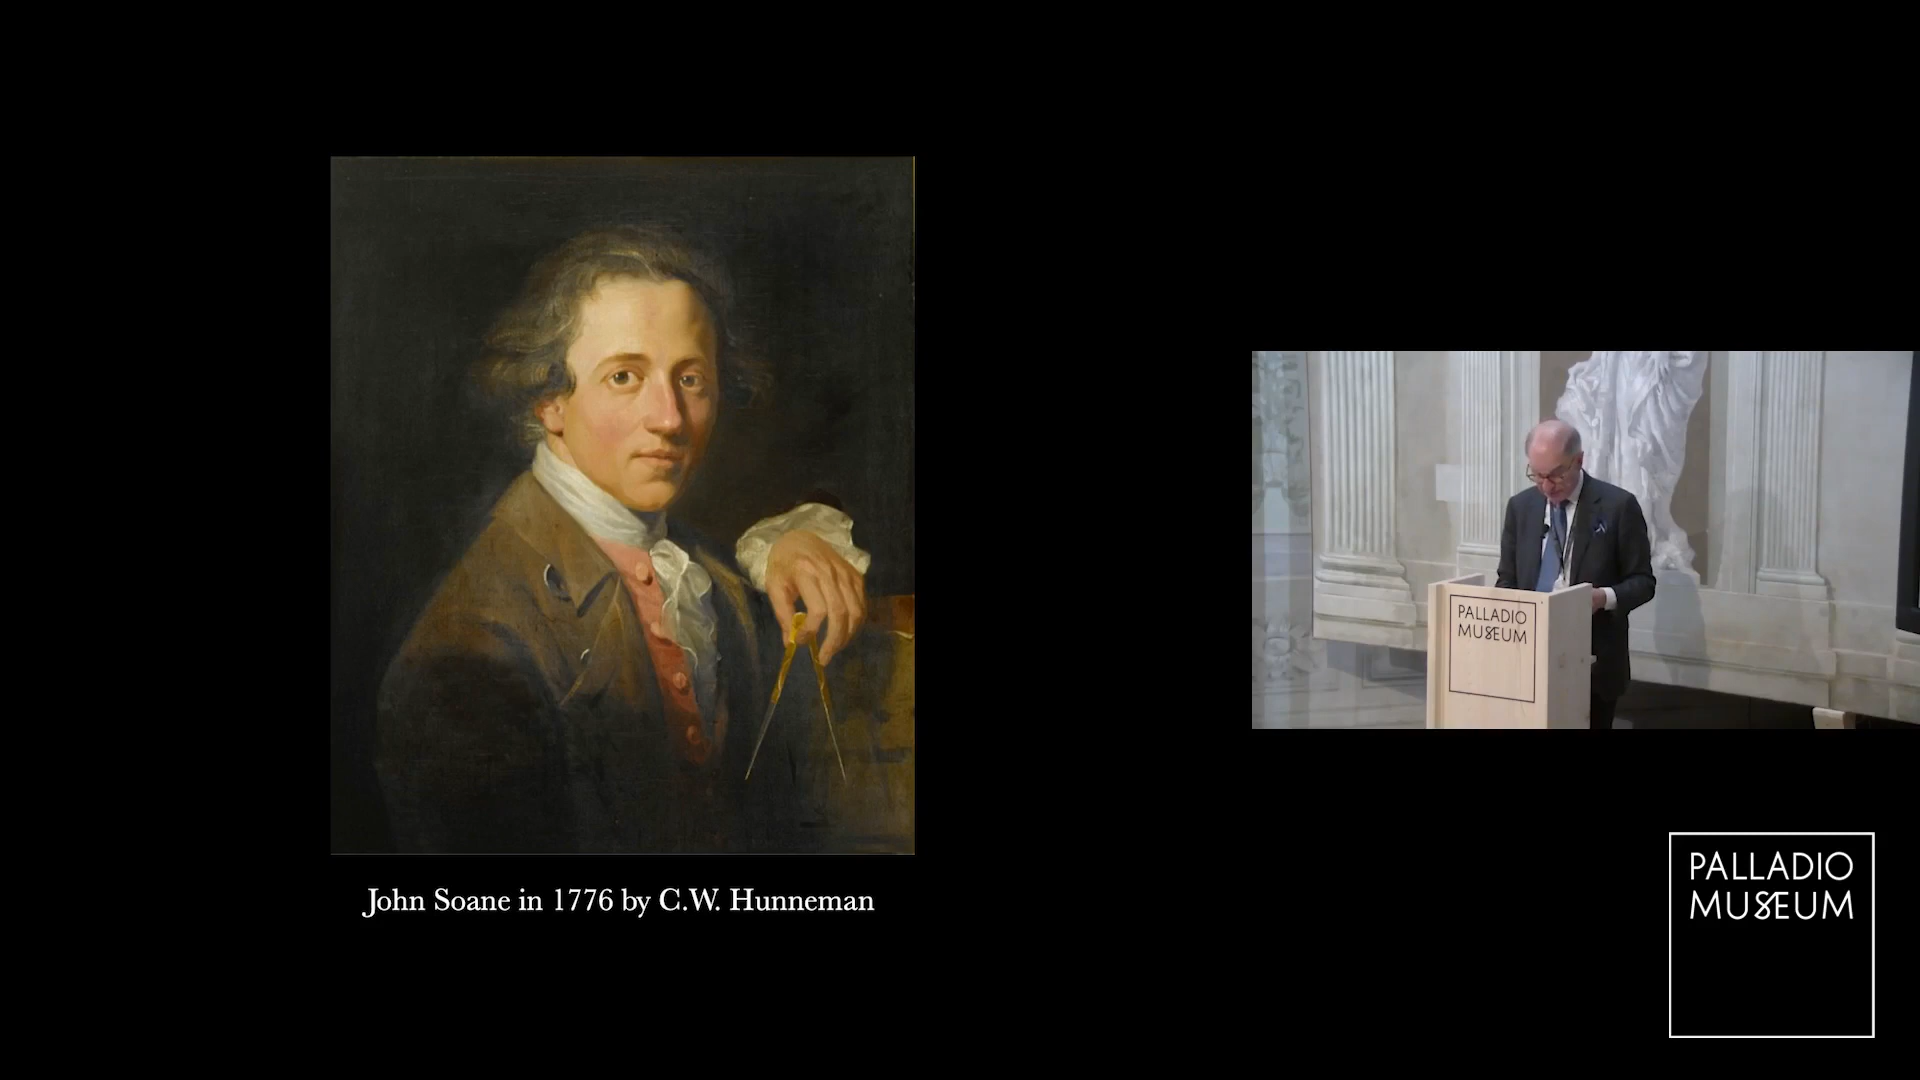 John Soane in 1776 by C.W. Hunneman
PALLADIO
MUSEUM
PALLADIO
MUSEUM